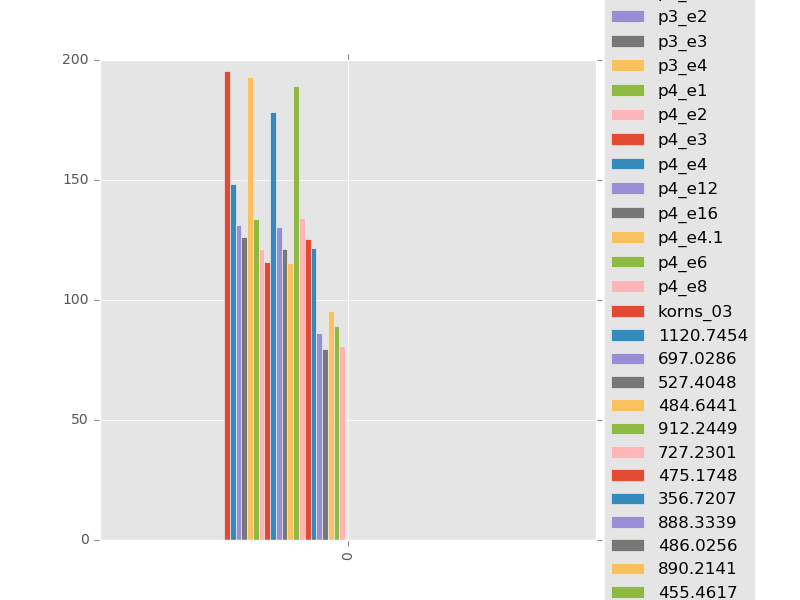 p3_e2
p3_e3
p3_e4
p4_e1
p4_e2
p4_e3
p4_e4
p4_e12
p4_e16
p4_e4.1
p4_e6
p4_e8
korns_03
1120.7454
697.0286
527.4048
484.6441
912.2449
727.2301
475.1748
356.7207
888.3339
486.0256
890.2141
455.4617
200
150
100
50
0
0